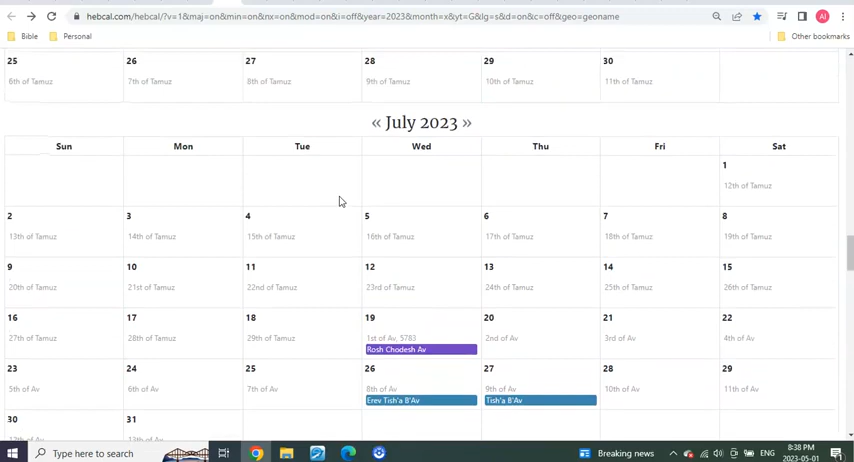 hebcal.com/hebcal/?v=1&maj=on&min=on&nx=on&mod=on&i=off&year=2023&month=x&yt=G&lg=s&d=on&c=off&geo=geoname
AI
Bible Personal Other bookmarks
25 26 27 28 29 30
6th of Tamuz 7th of Tamuz 8th of Tamuz 9th of Tamuz 10th of Tamuz 11th of Tamuz
« July 2023 »
Sun Mon Tue Wed Thu Fri Sat
1
12th of Tamuz
2 3 4 5 6 7 8
13th of Tamuz 14th of Tamuz 15th of Tamuz 16th of Tamuz 17th of Tamuz 18th of Tamuz 19th of Tamuz
9 10 11 12 13 14 15
20th of Tamuz 21st of Tamuz 22nd of Tamuz 23rd of Tamuz 24th of Tamuz 25th of Tamuz 26th of Tamuz
16 17 18 19 20 21 22
27th of Tamuz 28th of Tamuz 29th of Tamuz 1st of Av, 5783 2nd of Av 3rd of Av 4th of Av
Rosh Chodesh Av
23 24 25 26 27 28 29
5th of Av 6th of Av 7th of Av 8th of Av 9th of Av 10th of Av 11th of Av
Erev Tish'a B'Av Tish'a B'Av
30 31
12th of Av 13th of Av
Type here to search Breaking news ENG 8:38 PM
2023-05-01